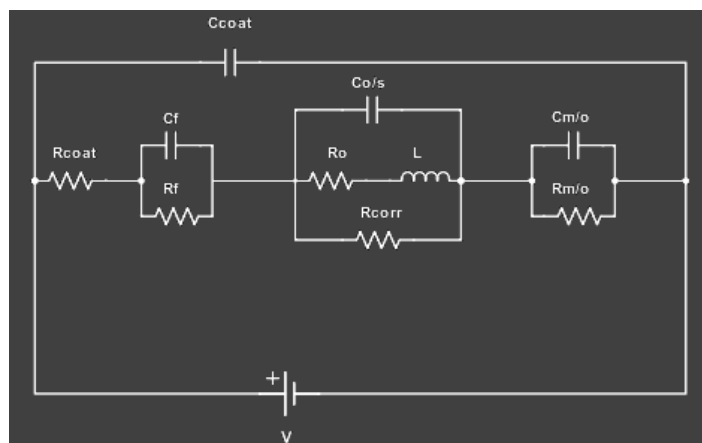 Ccoat
Co/s
Cf
Cm/o
Rcoat
Ro
L
Rf
Rm/o
Rcorr
+
V